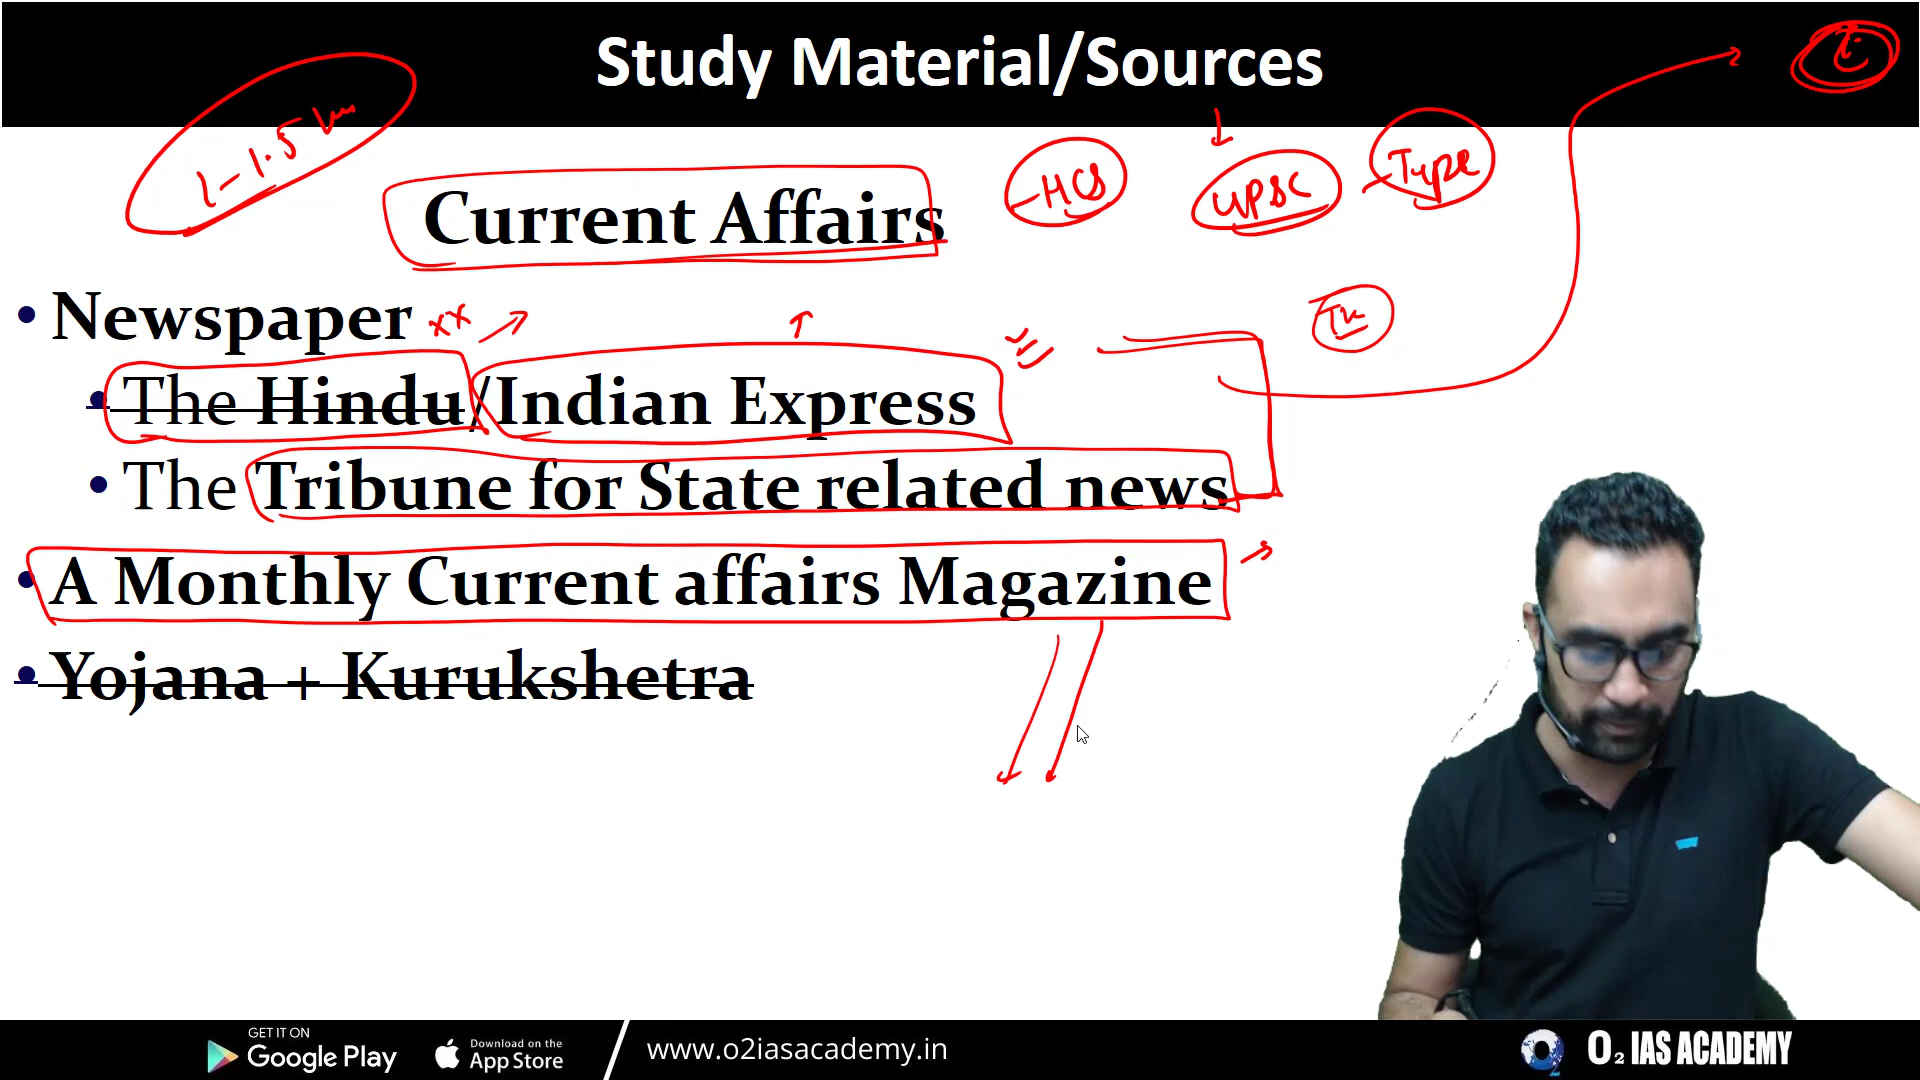 Study Material/Sources
1-1.5 hrs
- HCS
UPSC
- Type
Current Affairs
• Newspaper xx
• The Hindu/Indian Express
• The Tribune for State related news
• A Monthly Current affairs Magazine
• Yojana + Kurukshetra
GET IT ON
Google Play
Download on the
App Store
www.o2iasacademy.in
O2 IAS ACADEMY